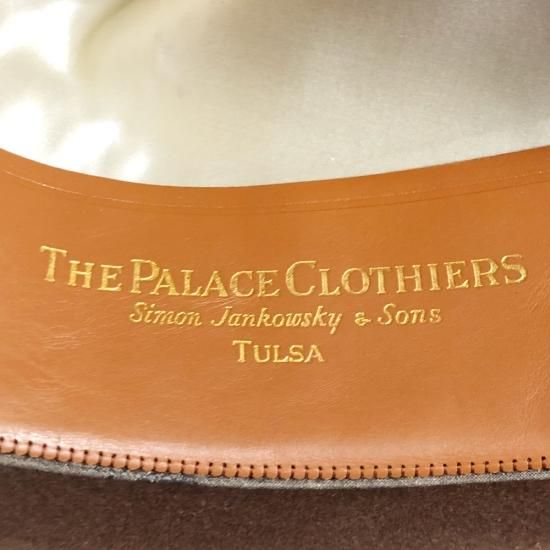 THE PALACE CLOTHIERS
Simon Jankowsky & Sons
TULSA